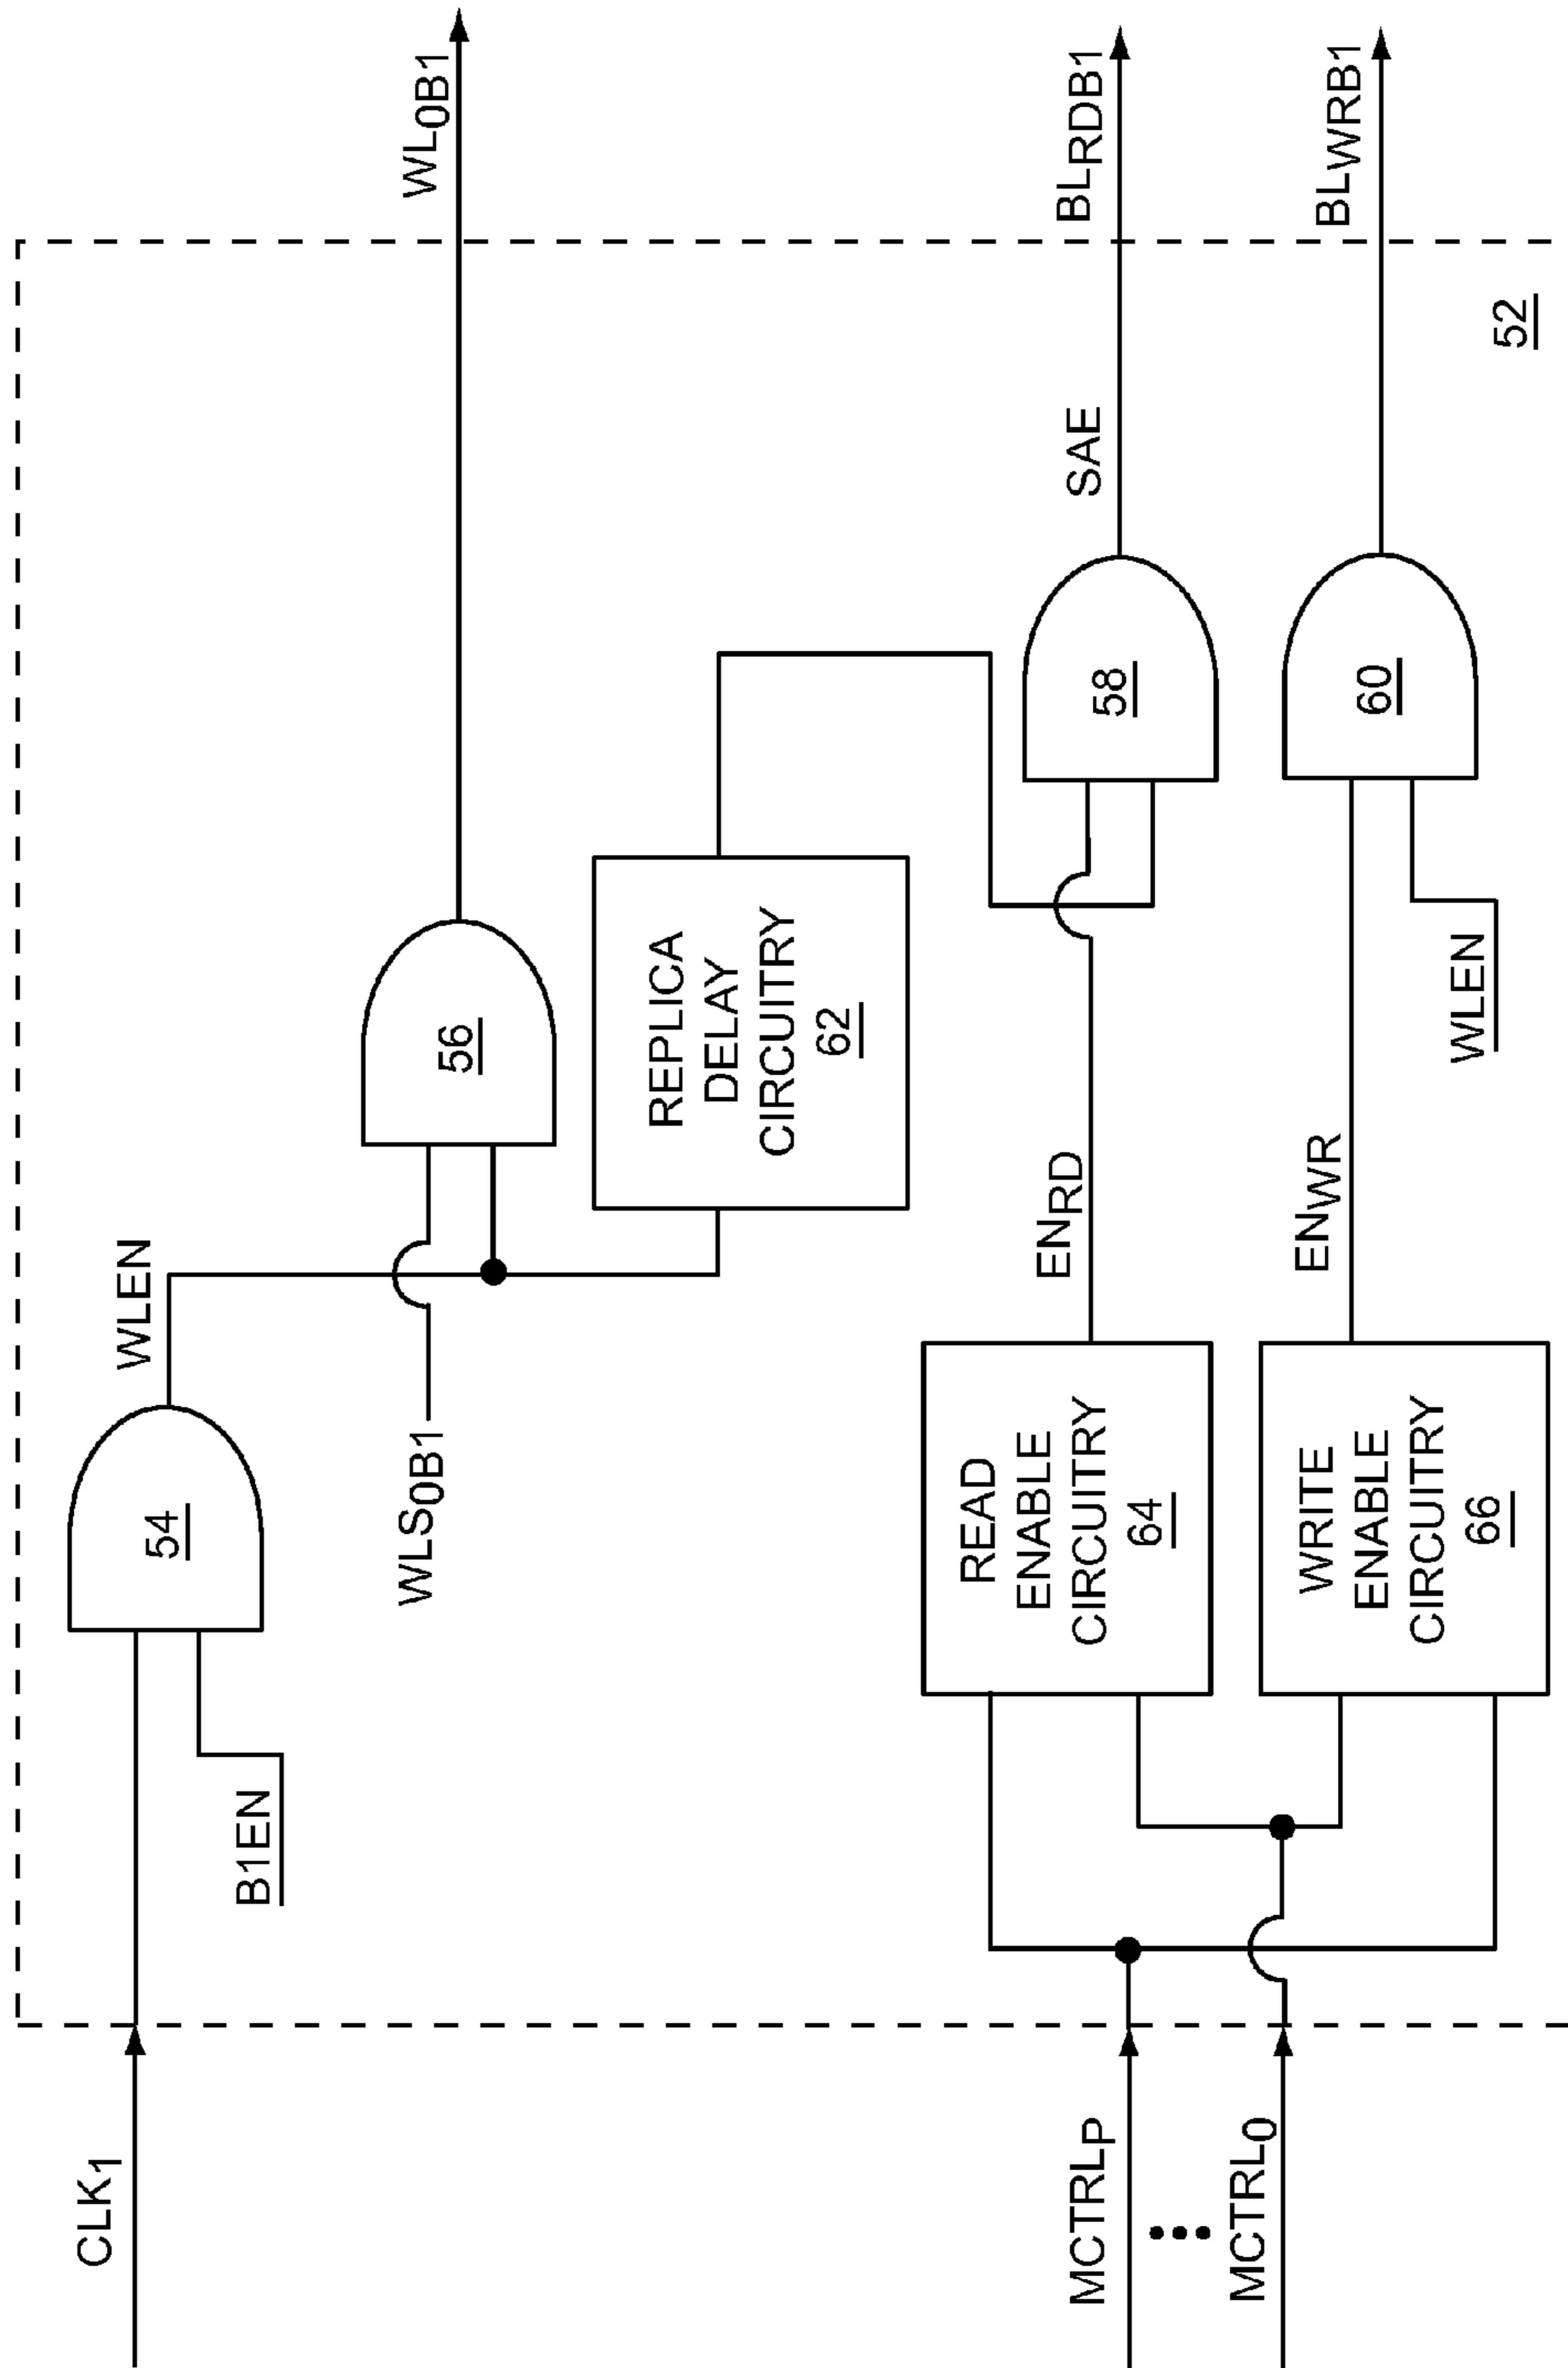 CLK1
B1EN
54
WLEN
WLS0B1
56
WL0B1
REPLICA
DELAY
CIRCUITRY
62
MCTRLP
MCTRL0
READ
ENABLE
CIRCUITRY
64
ENRD
58
SAE
BLRDB1
WRITE
ENABLE
CIRCUITRY
66
ENWR
WLEN
60
BLWRB1
52